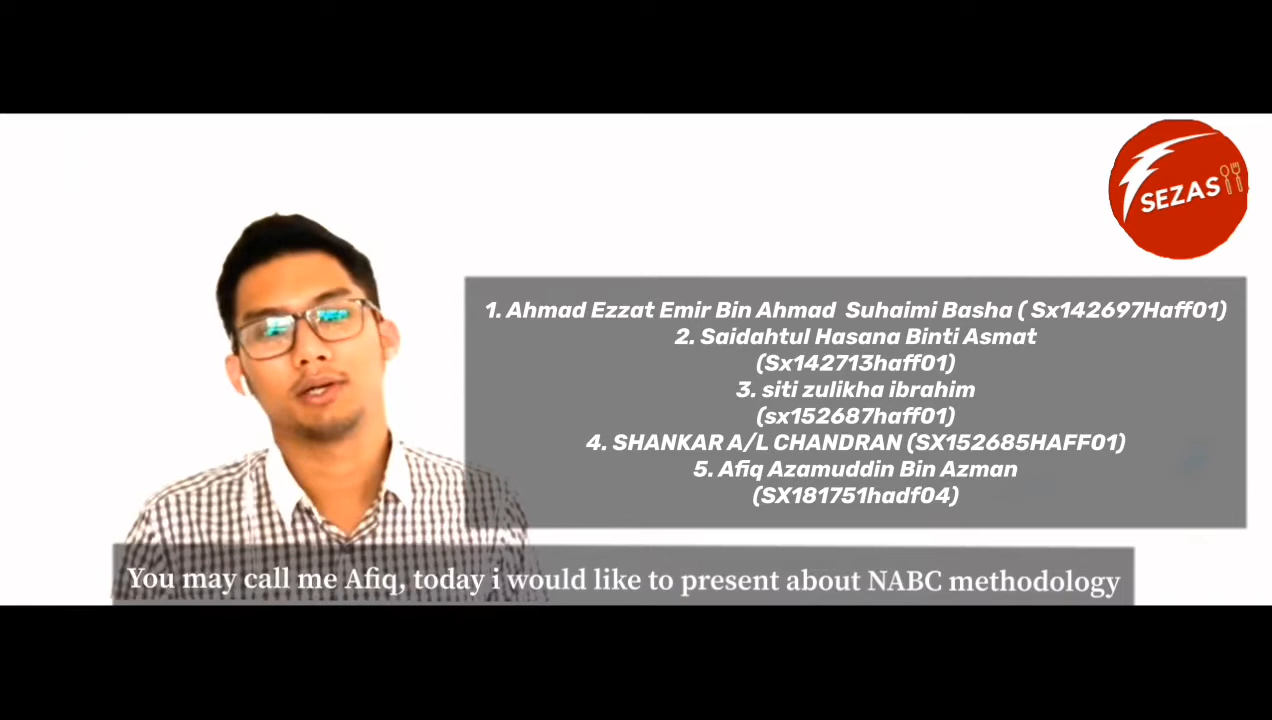 SEZAS
1. Ahmad Ezzat Emir Bin Ahmad Suhaimi Basha ( Sx142697Haff01)
2. Saidahtul Hasana Binti Asmat
(Sx142713haff01)
3. siti zulikha ibrahim
(sx152687haff01)
4. SHANKAR A/L CHANDRAN (SX152685HAFF01)
5. Afiq Azamuddin Bin Azman
(SX181751hadf04)
You may call me Afiq, today i would like to present about NABC methodology